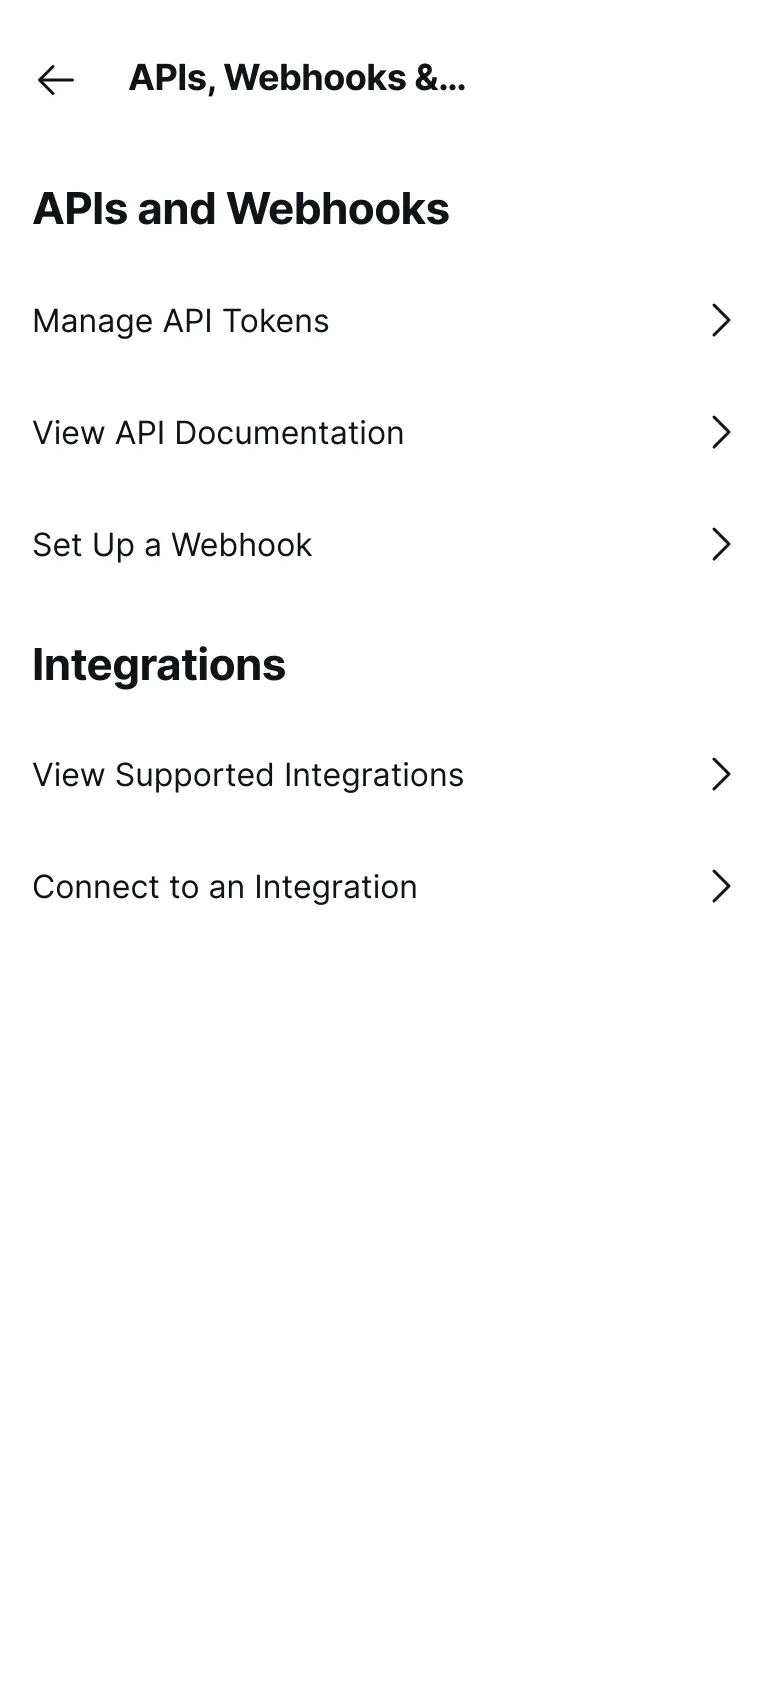 APIs, Webhooks &...
APIs and Webhooks
Manage API Tokens
View API Documentation
Set Up a Webhook
Integrations
View Supported Integrations
Connect to an Integration